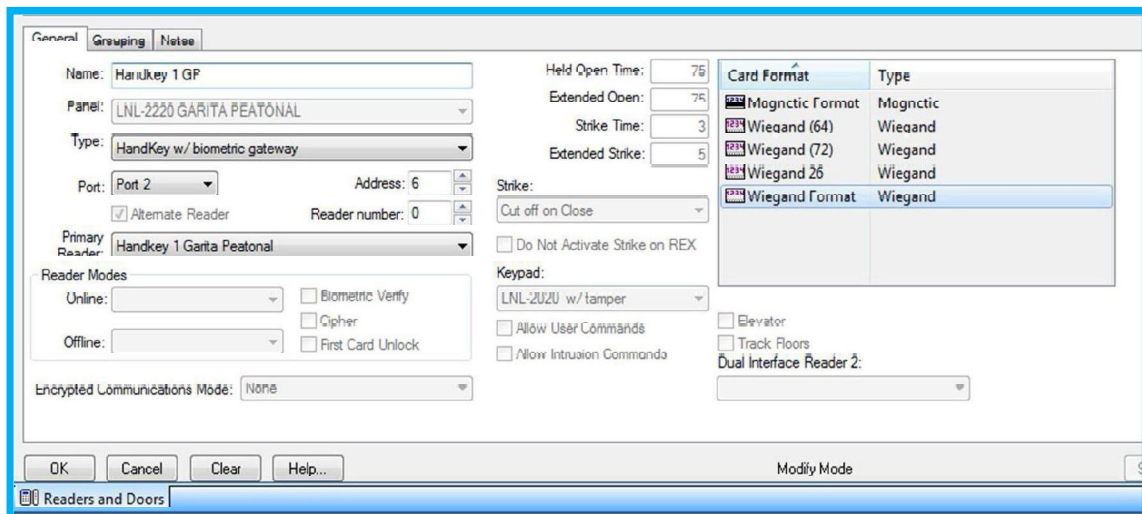 General Grouping Notes
Name: Handkey 1 GP
Panel: LNL-2220 GARITA PEATONAL
Type: HandKey w/ biometric gateway
Port: Port 2 Address: 6
Alternate Reader Reader number: 0
Primary Reader: Handkey 1 Garita Peatonal
Reader Modes
Online: Biometric Verify
Cipher
Offline: First Card Unlock
Encrypted Communications Mode: None
Held Open Time: 75
Extended Open: 75
Strike Time: 3
Extended Strike: 5
Strike:
Cut off on Close
Do Not Activate Strike on REX
Keypad:
LNL-2020 w/ tamper
Allow User Commands
Allow Intrusion Commands
Card Format Type
Magnetic Format Magnetic
Wiegand (64) Wiegand
Wiegand (72) Wiegand
Wiegand 26 Wiegand
Wiegand Format Wiegand
Elevator
Track Floors
Dual Interface Reader 2:
OK Cancel Clear Help... Modify Mode
Readers and Doors